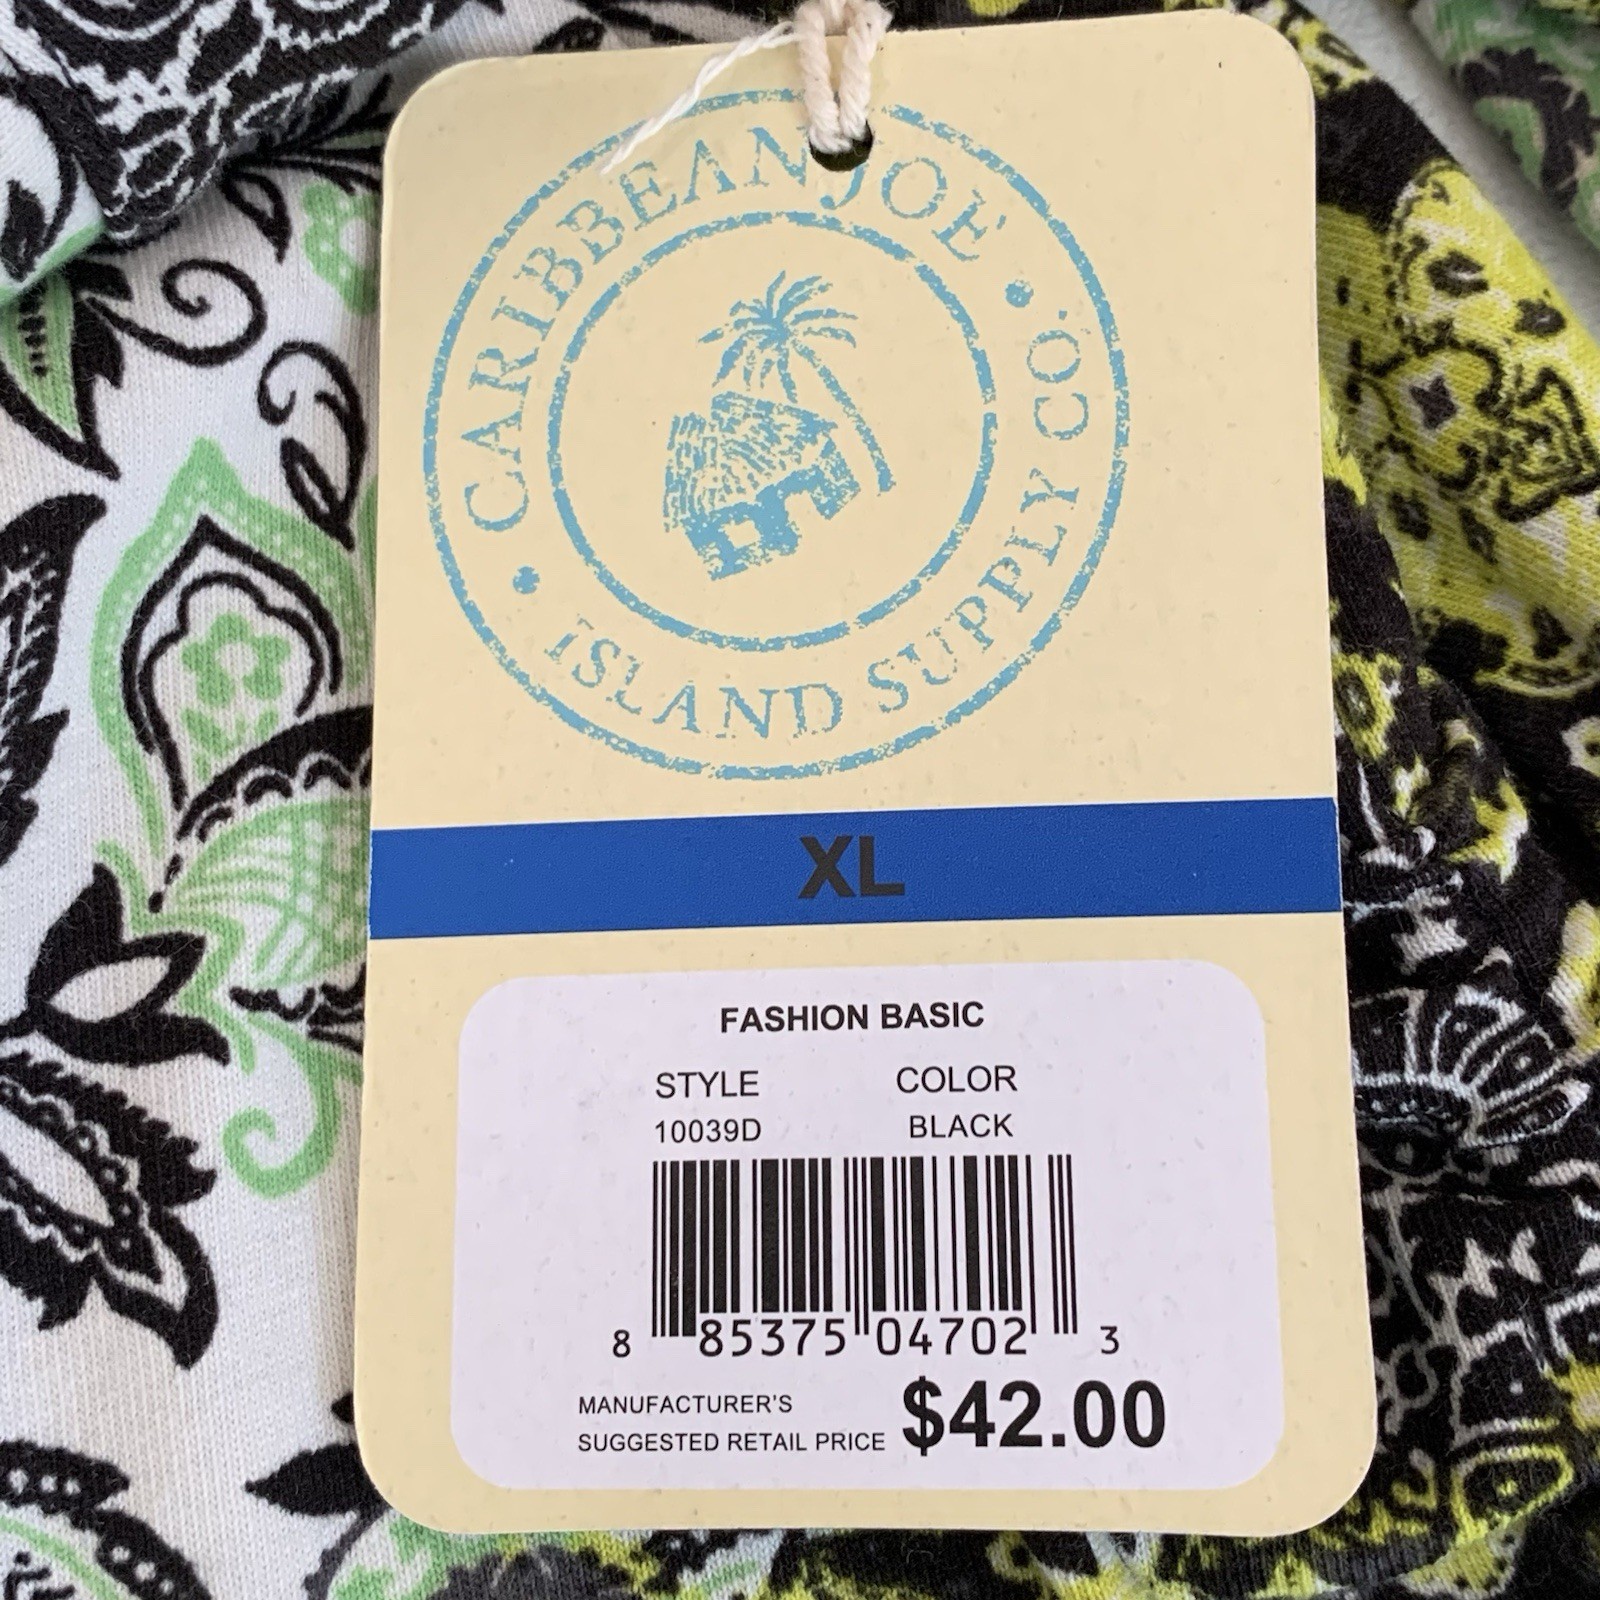 CARIBBEAN JOE
ISLAND SUPPLY CO.
XL
FASHION BASIC
STYLE COLOR
10039D BLACK
8 85375 04702 3
MANUFACTURER'S
SUGGESTED RETAIL PRICE $42.00